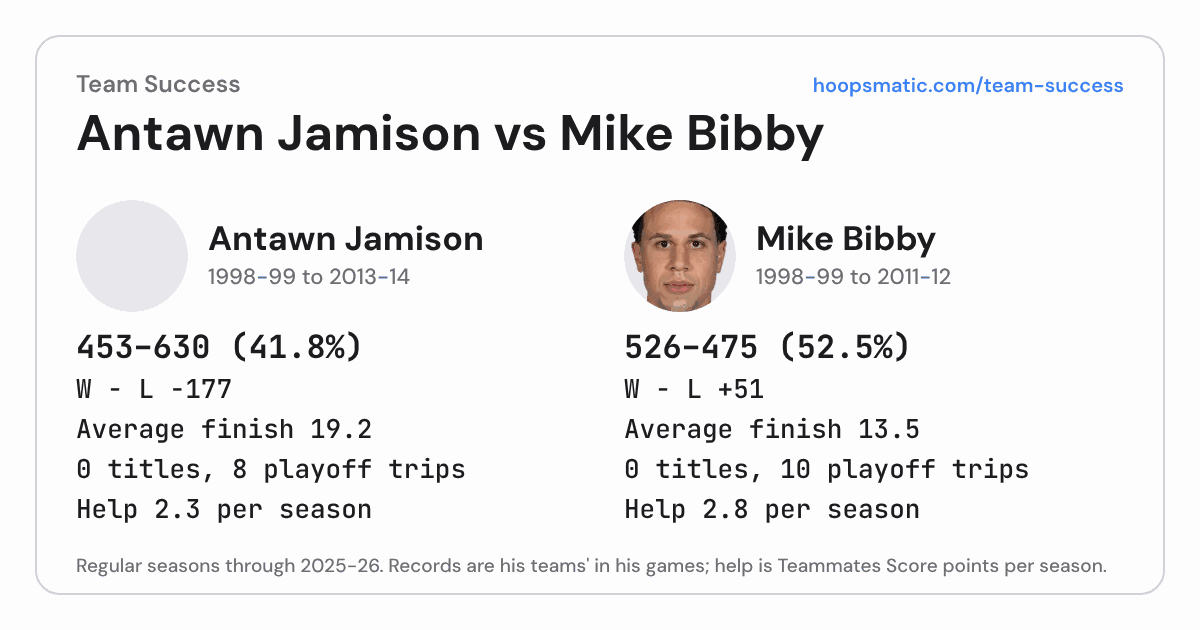 Team Success
hoopsmatic.com/team-success
Antawn Jamison vs Mike Bibby
Antawn Jamison
1998-99 to 2013-14
453-630 (41.8%)
W - L -177
Average finish 19.2
0 titles, 8 playoff trips
Help 2.3 per season
Mike Bibby
1998-99 to 2011-12
526-475 (52.5%)
W - L +51
Average finish 13.5
0 titles, 10 playoff trips
Help 2.8 per season
Regular seasons through 2025-26. Records are his teams' in his games; help is Teammates Score points per season.